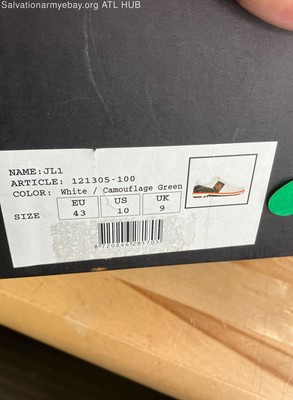 Salvationarmyebay.org ATL HUB
NAME:JL1
ARTICLE: 121305-100
COLOR: White / Camouflage Green
SIZE
EU US UK
43 10 9